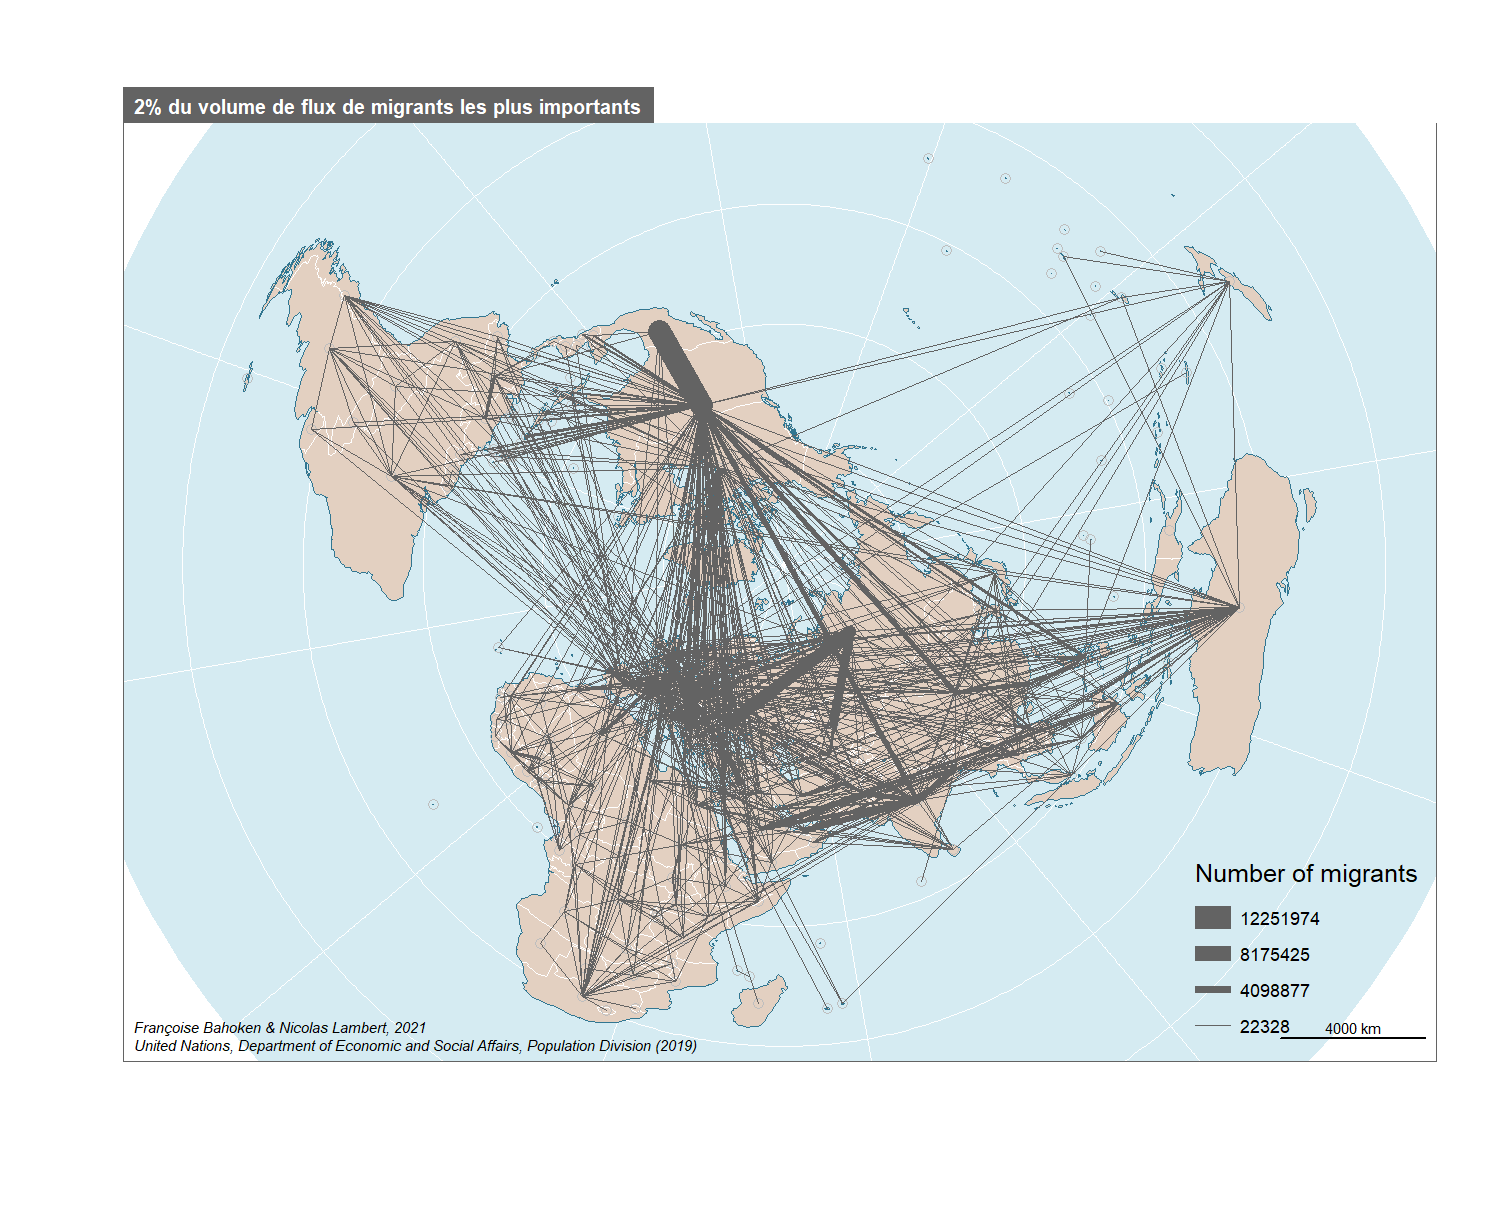 2% du volume de flux de migrants les plus importants
Number of migrants
12251974
8175425
4098877
22328
4000 km
Françoise Bahoken & Nicolas Lambert, 2021
United Nations, Department of Economic and Social Affairs, Population Division (2019)